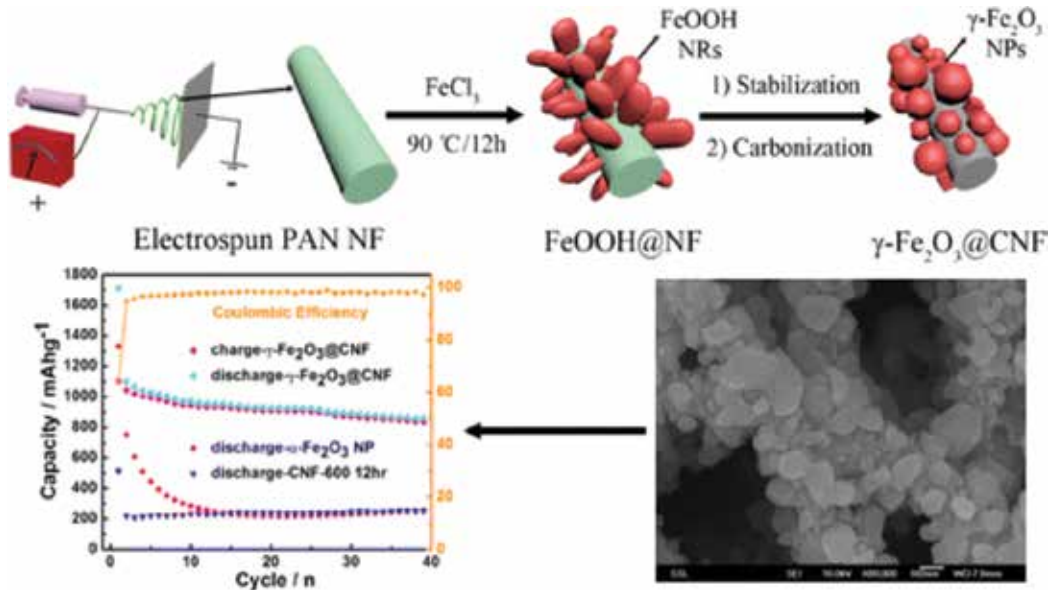 FeOOH
NRs
γ-Fe₂O₃
NPs
FeCl₃
90 ℃/12h
1) Stabilization
2) Carbonization
+
-
Electrospun PAN NF
FeOOH@NF
γ-Fe₂O₃@CNF
1800
1600
1400
1200
1000
800
600
400
200
0
Capacity / mAhg⁻¹
100
80
60
40
20
0
Coulombic Efficiency
charge-γ-Fe₂O₃@CNF
discharge-γ-Fe₂O₃@CNF
discharge-α-Fe₂O₃ NP
discharge-CNF-600 12hr
0 10 20 30 40
Cycle / n
SEI